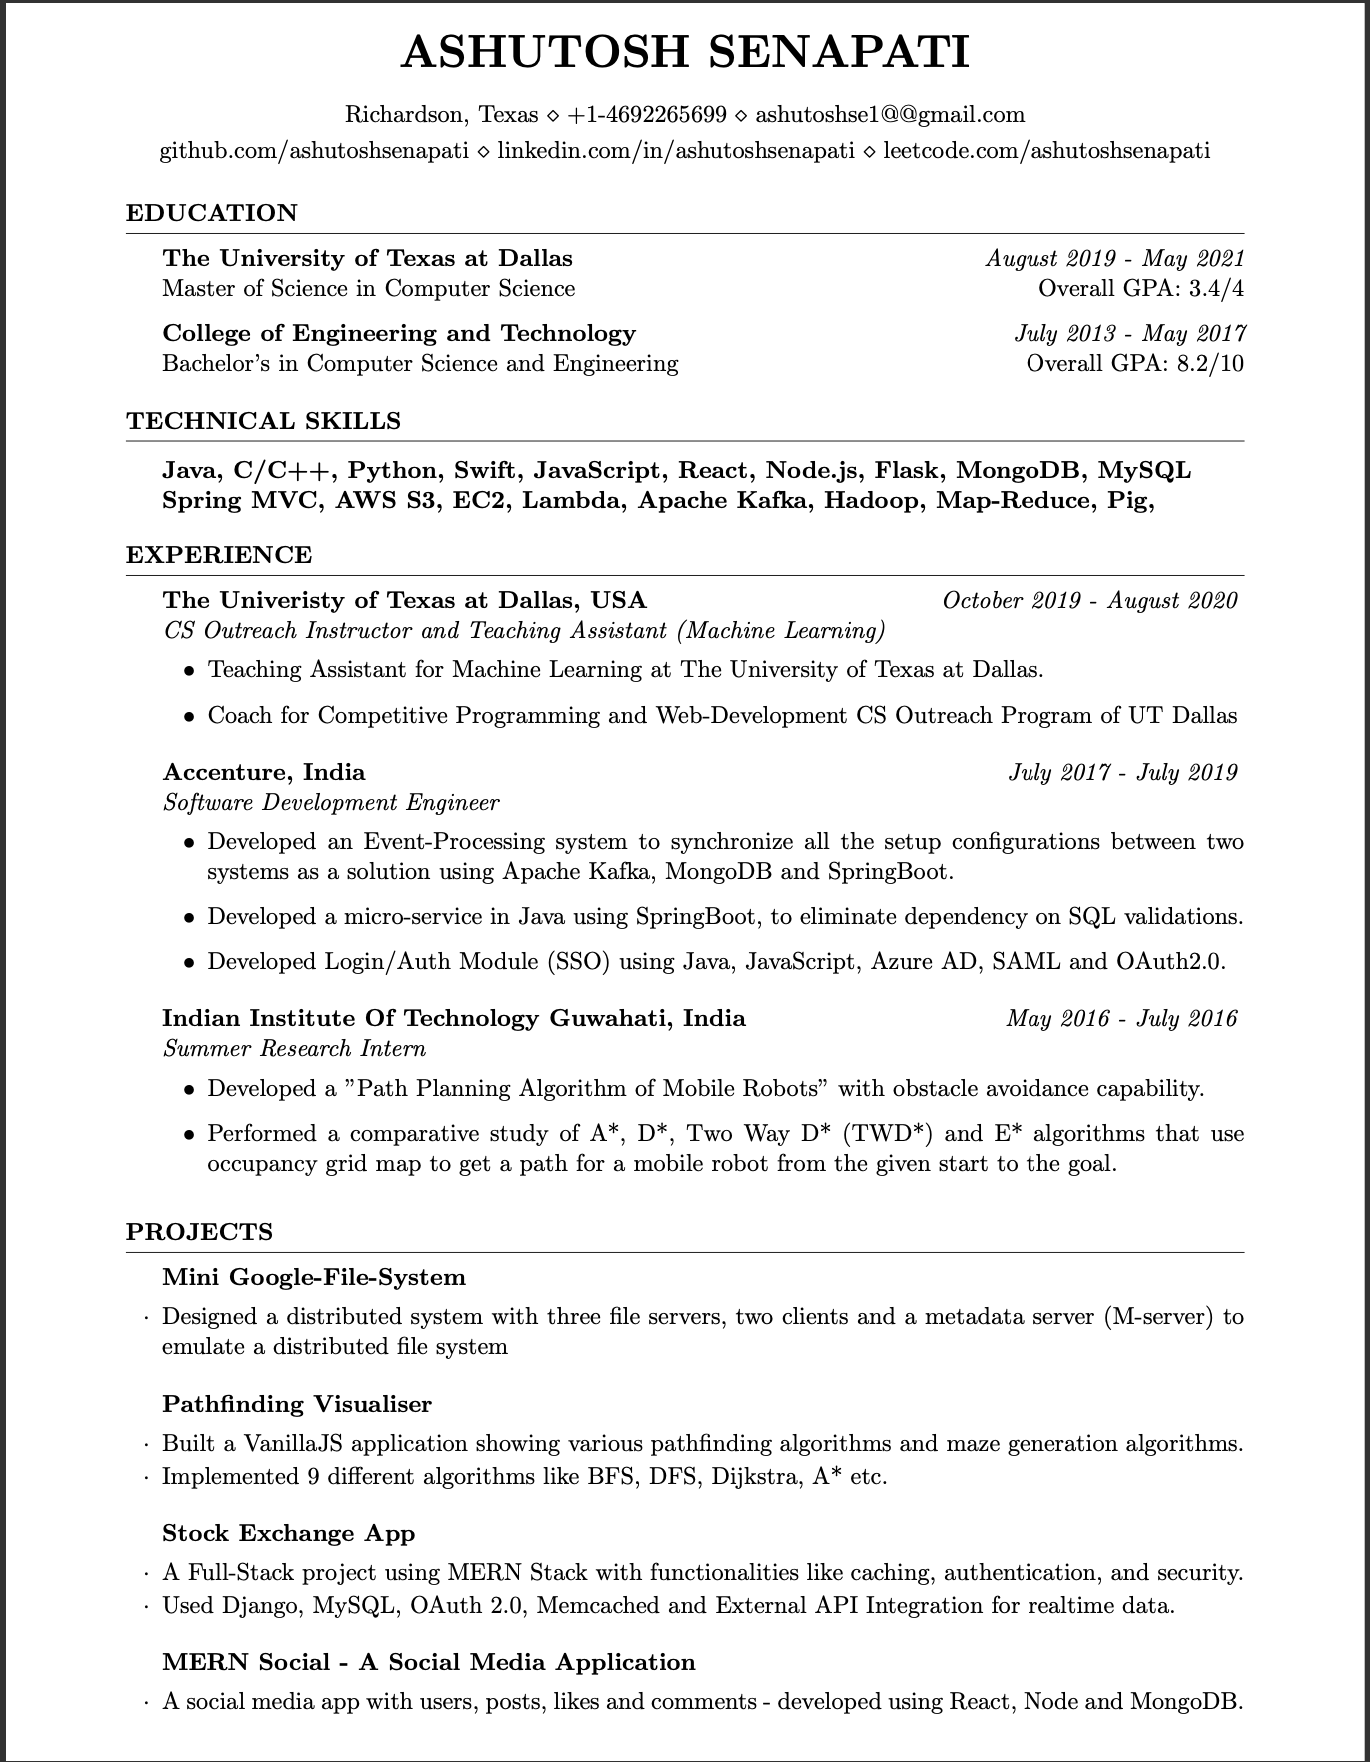 ASHUTOSH SENAPATI
Richardson, Texas ⋄ +1-4692265699 ⋄ ashutoshse1@@gmail.com
github.com/ashutoshsenapati ⋄ linkedin.com/in/ashutoshsenapati ⋄ leetcode.com/ashutoshsenapati
EDUCATION
The University of Texas at Dallas August 2019 - May 2021
Master of Science in Computer Science Overall GPA: 3.4/4
College of Engineering and Technology July 2013 - May 2017
Bachelor's in Computer Science and Engineering Overall GPA: 8.2/10
TECHNICAL SKILLS
Java, C/C++, Python, Swift, JavaScript, React, Node.js, Flask, MongoDB, MySQL
Spring MVC, AWS S3, EC2, Lambda, Apache Kafka, Hadoop, Map-Reduce, Pig,
EXPERIENCE
The Univeristy of Texas at Dallas, USA October 2019 - August 2020
CS Outreach Instructor and Teaching Assistant (Machine Learning)
• Teaching Assistant for Machine Learning at The University of Texas at Dallas.
• Coach for Competitive Programming and Web-Development CS Outreach Program of UT Dallas
Accenture, India July 2017 - July 2019
Software Development Engineer
• Developed an Event-Processing system to synchronize all the setup configurations between two
systems as a solution using Apache Kafka, MongoDB and SpringBoot.
• Developed a micro-service in Java using SpringBoot, to eliminate dependency on SQL validations.
• Developed Login/Auth Module (SSO) using Java, JavaScript, Azure AD, SAML and OAuth2.0.
Indian Institute Of Technology Guwahati, India May 2016 - July 2016
Summer Research Intern
• Developed a ”Path Planning Algorithm of Mobile Robots” with obstacle avoidance capability.
• Performed a comparative study of A*, D*, Two Way D* (TWD*) and E* algorithms that use
occupancy grid map to get a path for a mobile robot from the given start to the goal.
PROJECTS
Mini Google-File-System
· Designed a distributed system with three file servers, two clients and a metadata server (M-server) to
emulate a distributed file system
Pathfinding Visualiser
· Built a VanillaJS application showing various pathfinding algorithms and maze generation algorithms.
· Implemented 9 different algorithms like BFS, DFS, Dijkstra, A* etc.
Stock Exchange App
· A Full-Stack project using MERN Stack with functionalities like caching, authentication, and security.
· Used Django, MySQL, OAuth 2.0, Memcached and External API Integration for realtime data.
MERN Social - A Social Media Application
· A social media app with users, posts, likes and comments - developed using React, Node and MongoDB.